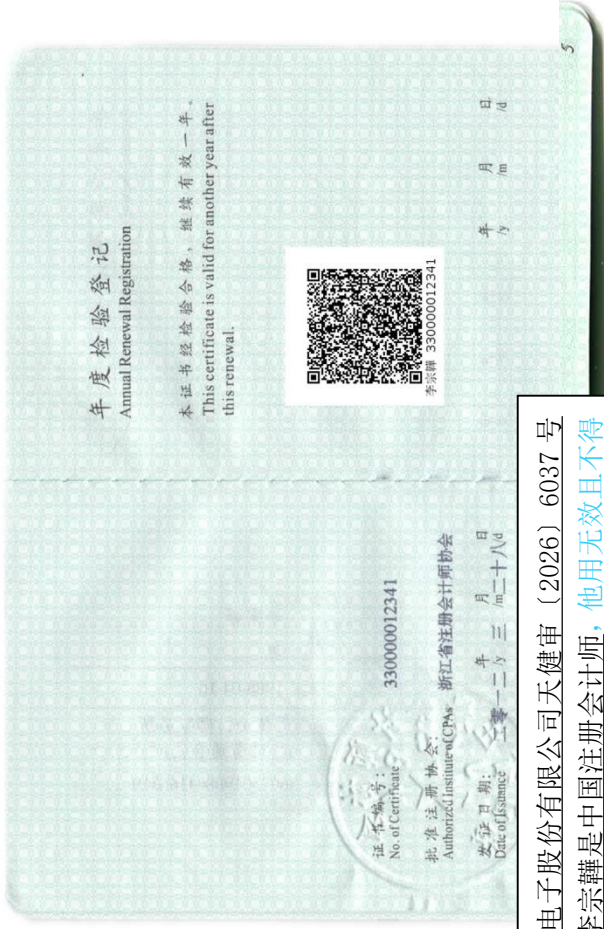 年度检验登记
Annual Renewal Registration
本证书经检验合格，继续有效一年。
This certificate is valid for another year after
this renewal.
李宗韡 330000012341
年 月 日
/y /m /d
5
证书编号：
No. of Certificate
330000012341
批准注册协会：
Authorized Institute of CPAs
浙江省注册会计师协会
发证日期：
Date of Issuance
二零一二年 三月 二十八日
/y /m /d
电子股份有限公司天健审〔2026〕6037 号
李宗韡是中国注册会计师，他用无效且不得